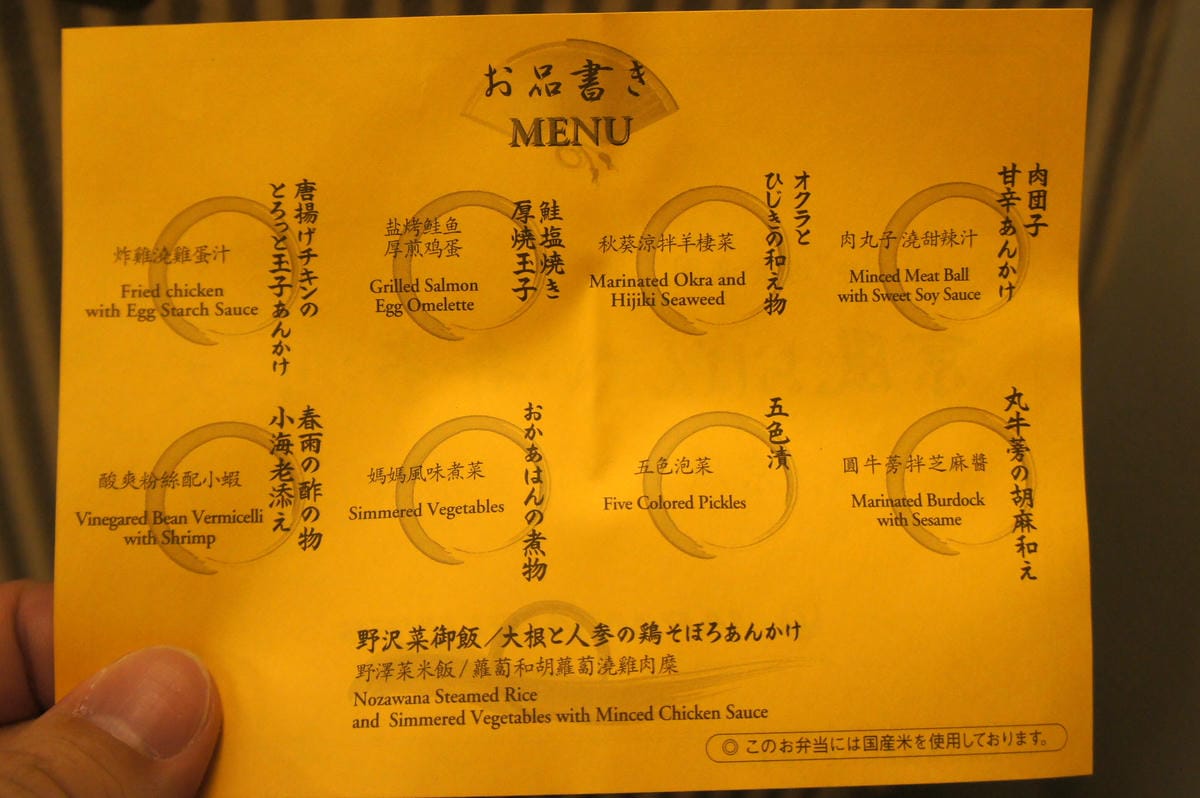 お品書き
MENU
唐揚げチキンの
とろっと玉子あんかけ
炸雞澆雞蛋汁
Fried chicken
with Egg Starch Sauce
鮭塩焼き
厚焼玉子
盐烤鲑鱼
厚煎鸡蛋
Grilled Salmon
Egg Omelette
オクラと
ひじきの和え物
秋葵涼拌羊棲菜
Marinated Okra and
Hijiki Seaweed
肉団子
甘辛あんかけ
肉丸子澆甜辣汁
Minced Meat Ball
with Sweet Soy Sauce
春雨の酢の物
小海老添え
酸爽粉絲配小蝦
Vinegared Bean Vermicelli
with Shrimp
おかあはんの煮物
媽媽風味煮菜
Simmered Vegetables
五色漬
五色泡菜
Five Colored Pickles
丸牛蒡の胡麻和え
圓牛蒡拌芝麻醬
Marinated Burdock
with Sesame
野沢菜御飯/大根と人参の鶏そぼろあんかけ
野澤菜米飯/蘿蔔和胡蘿蔔澆雞肉糜
Nozawana Steamed Rice
and Simmered Vegetables with Minced Chicken Sauce
◎ このお弁当には国産米を使用しております。